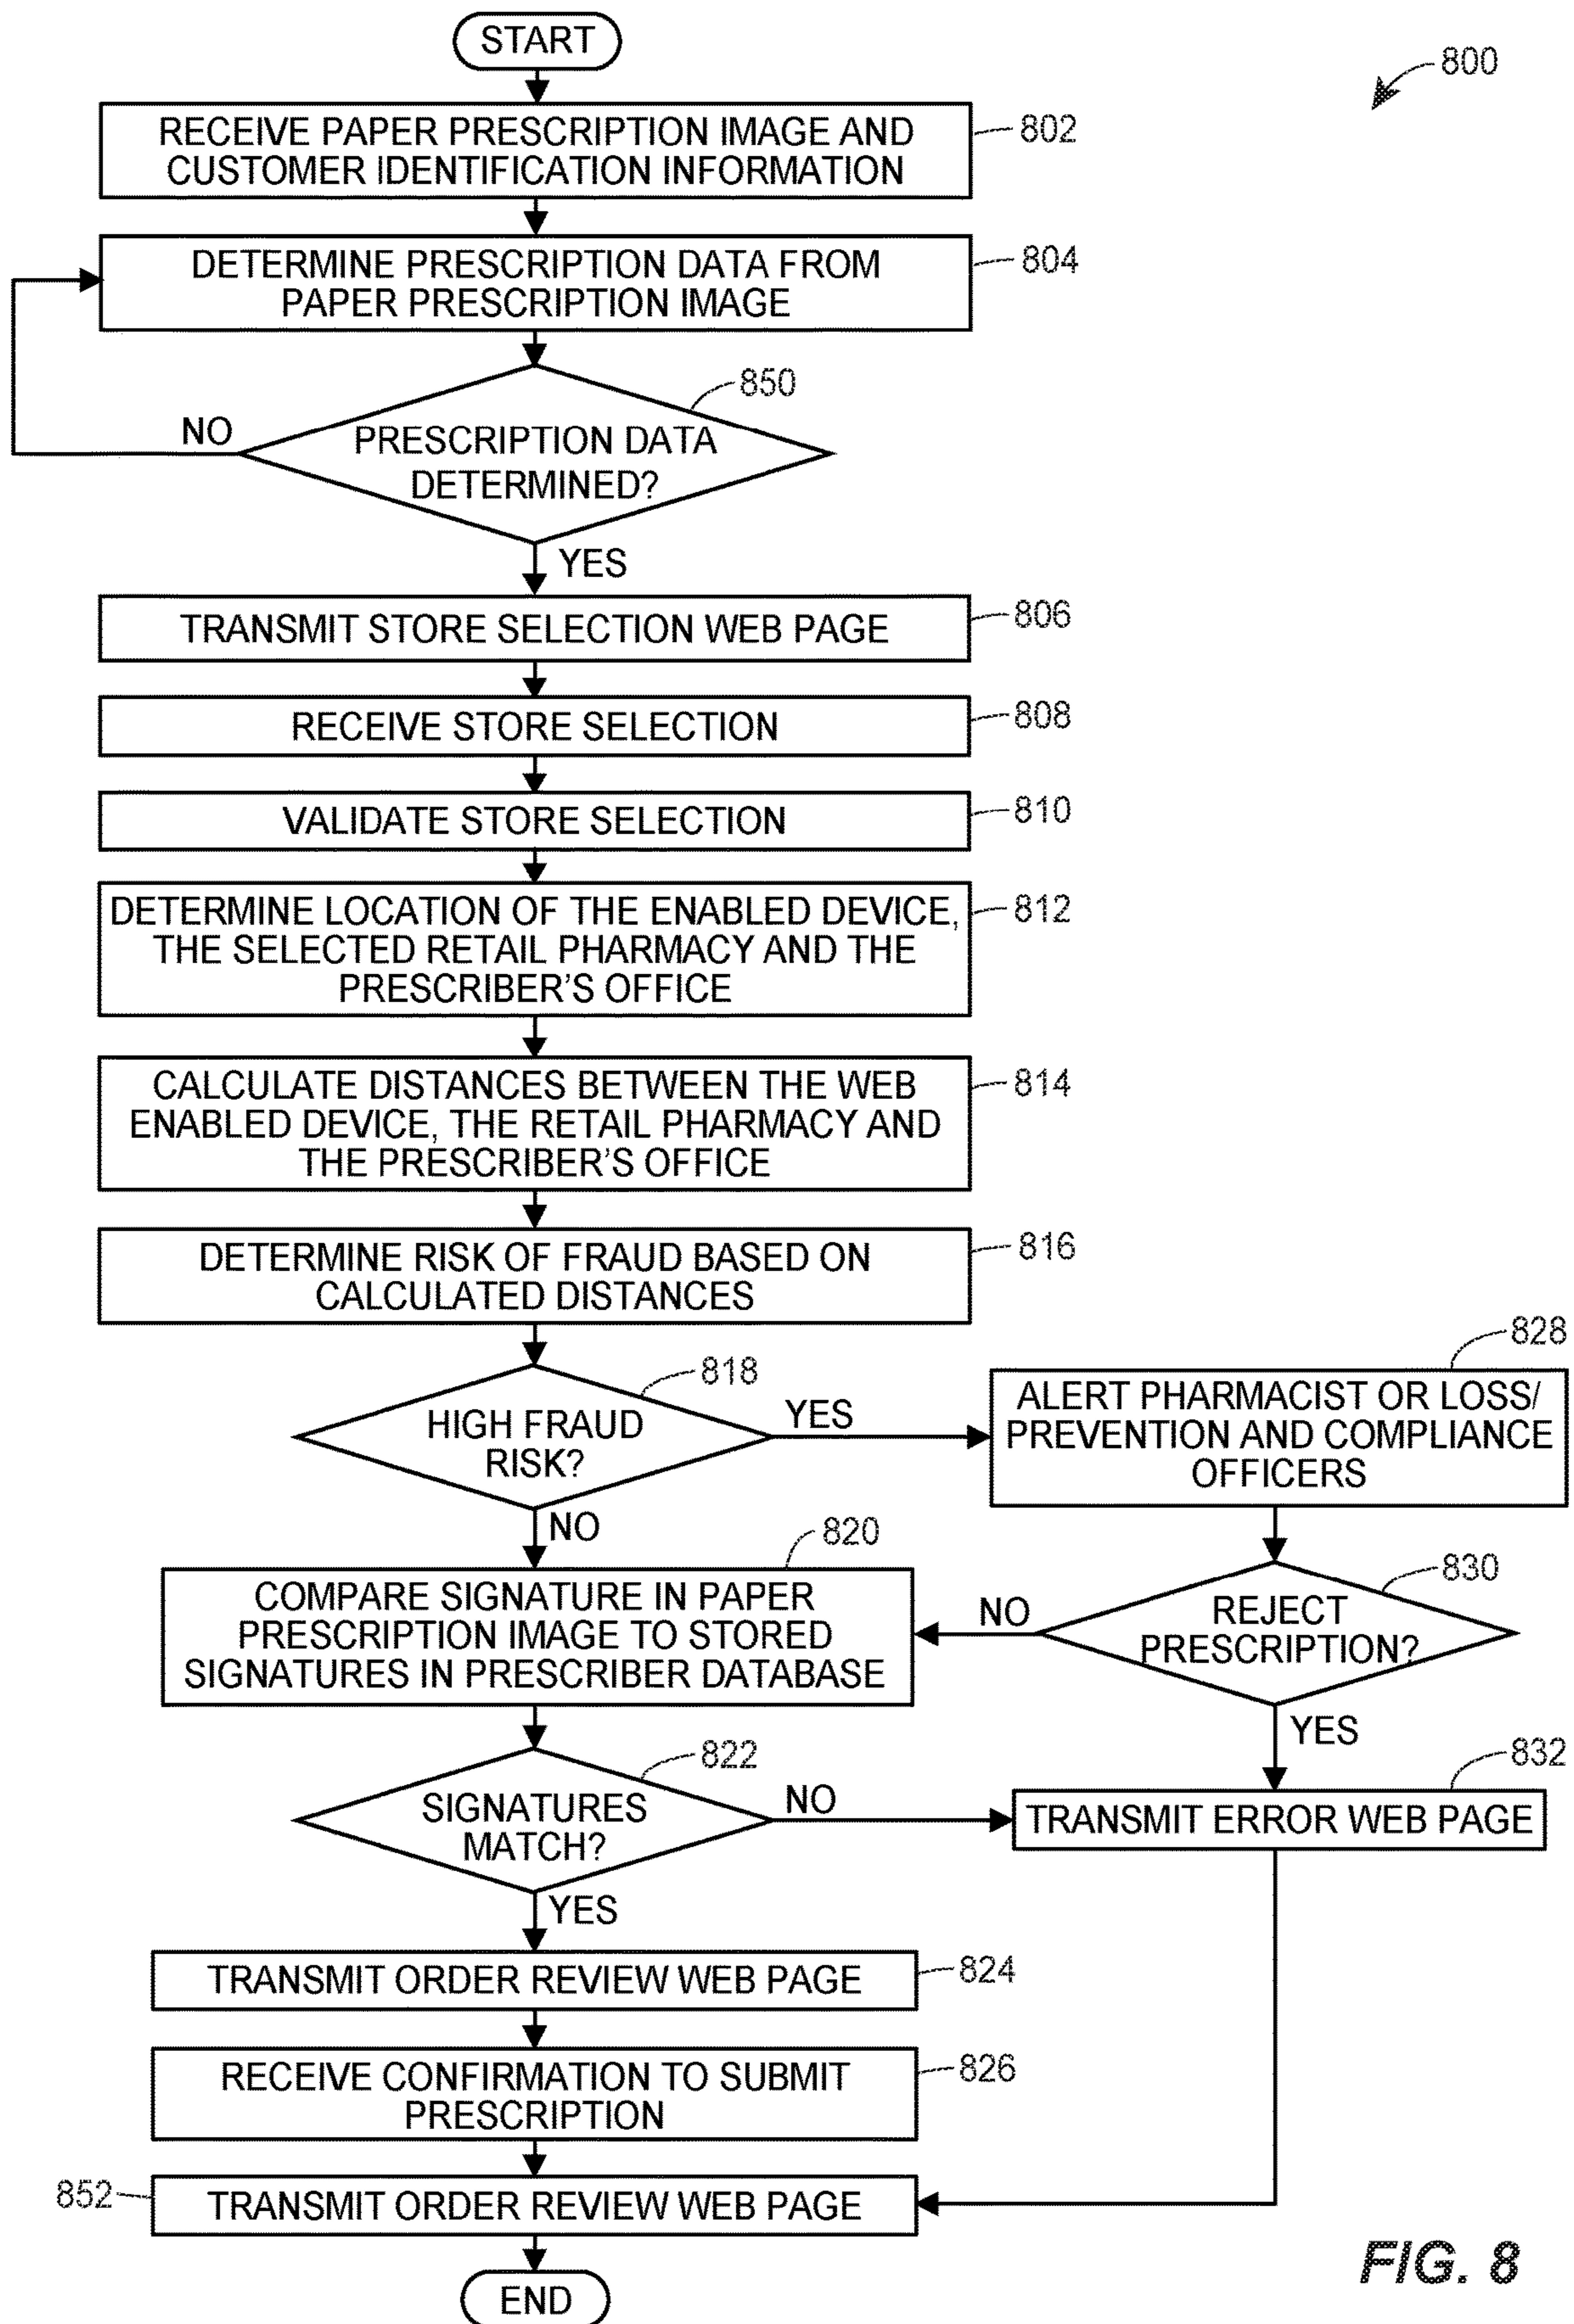 START
800
RECEIVE PAPER PRESCRIPTION IMAGE AND
CUSTOMER IDENTIFICATION INFORMATION
802
DETERMINE PRESCRIPTION DATA FROM
PAPER PRESCRIPTION IMAGE
804
850
NO
PRESCRIPTION DATA
DETERMINED?
YES
TRANSMIT STORE SELECTION WEB PAGE
806
RECEIVE STORE SELECTION
808
VALIDATE STORE SELECTION
810
DETERMINE LOCATION OF THE ENABLED DEVICE,
THE SELECTED RETAIL PHARMACY AND THE
PRESCRIBER'S OFFICE
812
CALCULATE DISTANCES BETWEEN THE WEB
ENABLED DEVICE, THE RETAIL PHARMACY AND
THE PRESCRIBER'S OFFICE
814
DETERMINE RISK OF FRAUD BASED ON
CALCULATED DISTANCES
816
818
HIGH FRAUD
RISK?
YES
828
ALERT PHARMACIST OR LOSS/
PREVENTION AND COMPLIANCE
OFFICERS
NO
820
COMPARE SIGNATURE IN PAPER
PRESCRIPTION IMAGE TO STORED
SIGNATURES IN PRESCRIBER DATABASE
830
NO
REJECT
PRESCRIPTION?
YES
822
SIGNATURES
MATCH?
NO
832
TRANSMIT ERROR WEB PAGE
YES
TRANSMIT ORDER REVIEW WEB PAGE
824
RECEIVE CONFIRMATION TO SUBMIT
PRESCRIPTION
826
852
TRANSMIT ORDER REVIEW WEB PAGE
END
FIG. 8